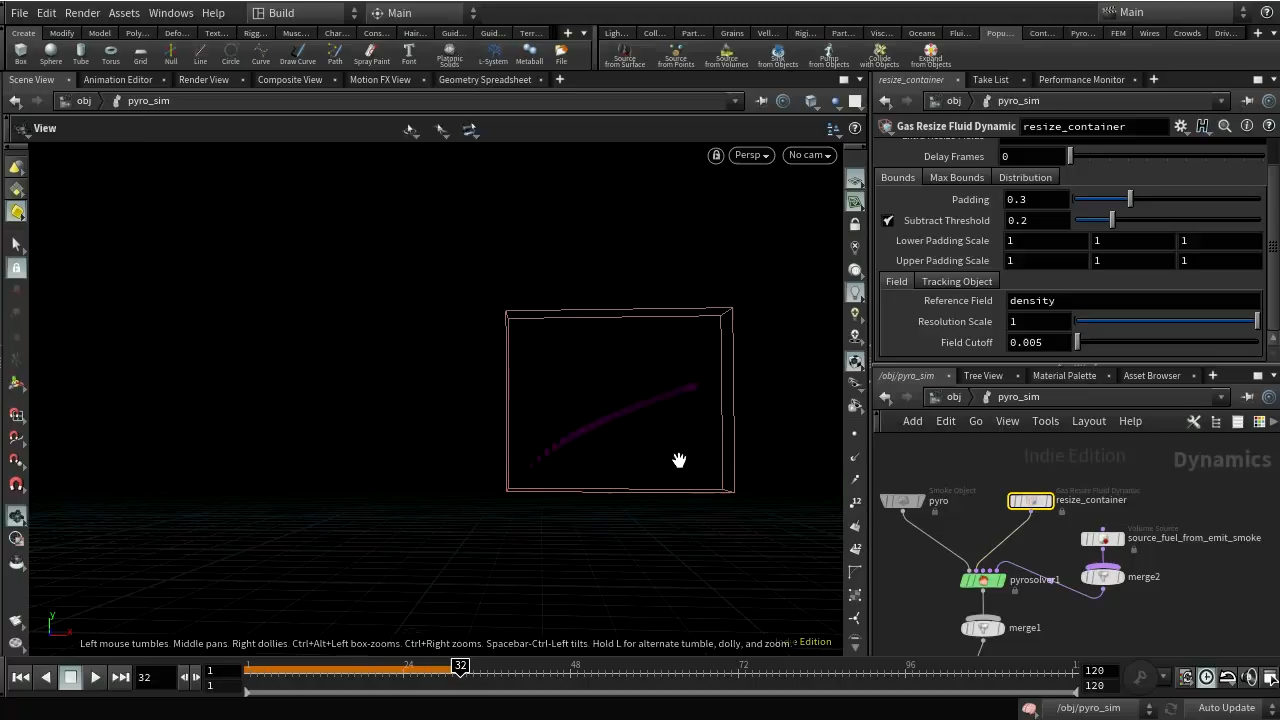 File Edit Render Assets Windows Help Build Main Main
Create Modify Model Poly... Defo... Text... Rigg... Musc... Char... Cons... Hair... Guid... Guid... Terr... Ligh... Coll... Part... Grains Vell... Rigi... Part... Visc... Oceans Flui... Popu... Cont... Pyro... FEM Wires Crowds Driv...
Box Sphere Tube Torus Grid Null Line Circle Curve Draw Curve Path Spray Paint Font Platonic Solids L-System Metaball File Source from Surface Source from Points Source from Volumes Sink from Objects Pump from Objects Collide with Objects Expand from Objects
Scene View Animation Editor Render View Composite View Motion FX View Geometry Spreadsheet
obj pyro_sim
View
Persp No cam
Left mouse tumbles. Middle pans. Right dollies. Ctrl+Alt+Left box-zooms. Ctrl+Right zooms. Spacebar-Ctrl-Left tilts. Hold L for alternate tumble, dolly, and zoom. Edition
y
x
resize_container Take List Performance Monitor
obj pyro_sim
Gas Resize Fluid Dynamic resize_container
Delay Frames 0
Bounds Max Bounds Distribution
Padding 0.3
Subtract Threshold 0.2
Lower Padding Scale 1 1 1
Upper Padding Scale 1 1 1
Field Tracking Object
Reference Field density
Resolution Scale 1
Field Cutoff 0.005
/obj/pyro_sim Tree View Material Palette Asset Browser
obj pyro_sim
Add Edit Go View Tools Layout Help
Indie Edition Dynamics
Smoke Object
pyro
Gas Resize Fluid Dynamic
resize_container
Volume Source
source_fuel_from_emit_smoke
merge2
pyrosolver1
merge1
32 1 1 24 32 48 72 96 1 120
1 120
/obj/pyro_sim Auto Update